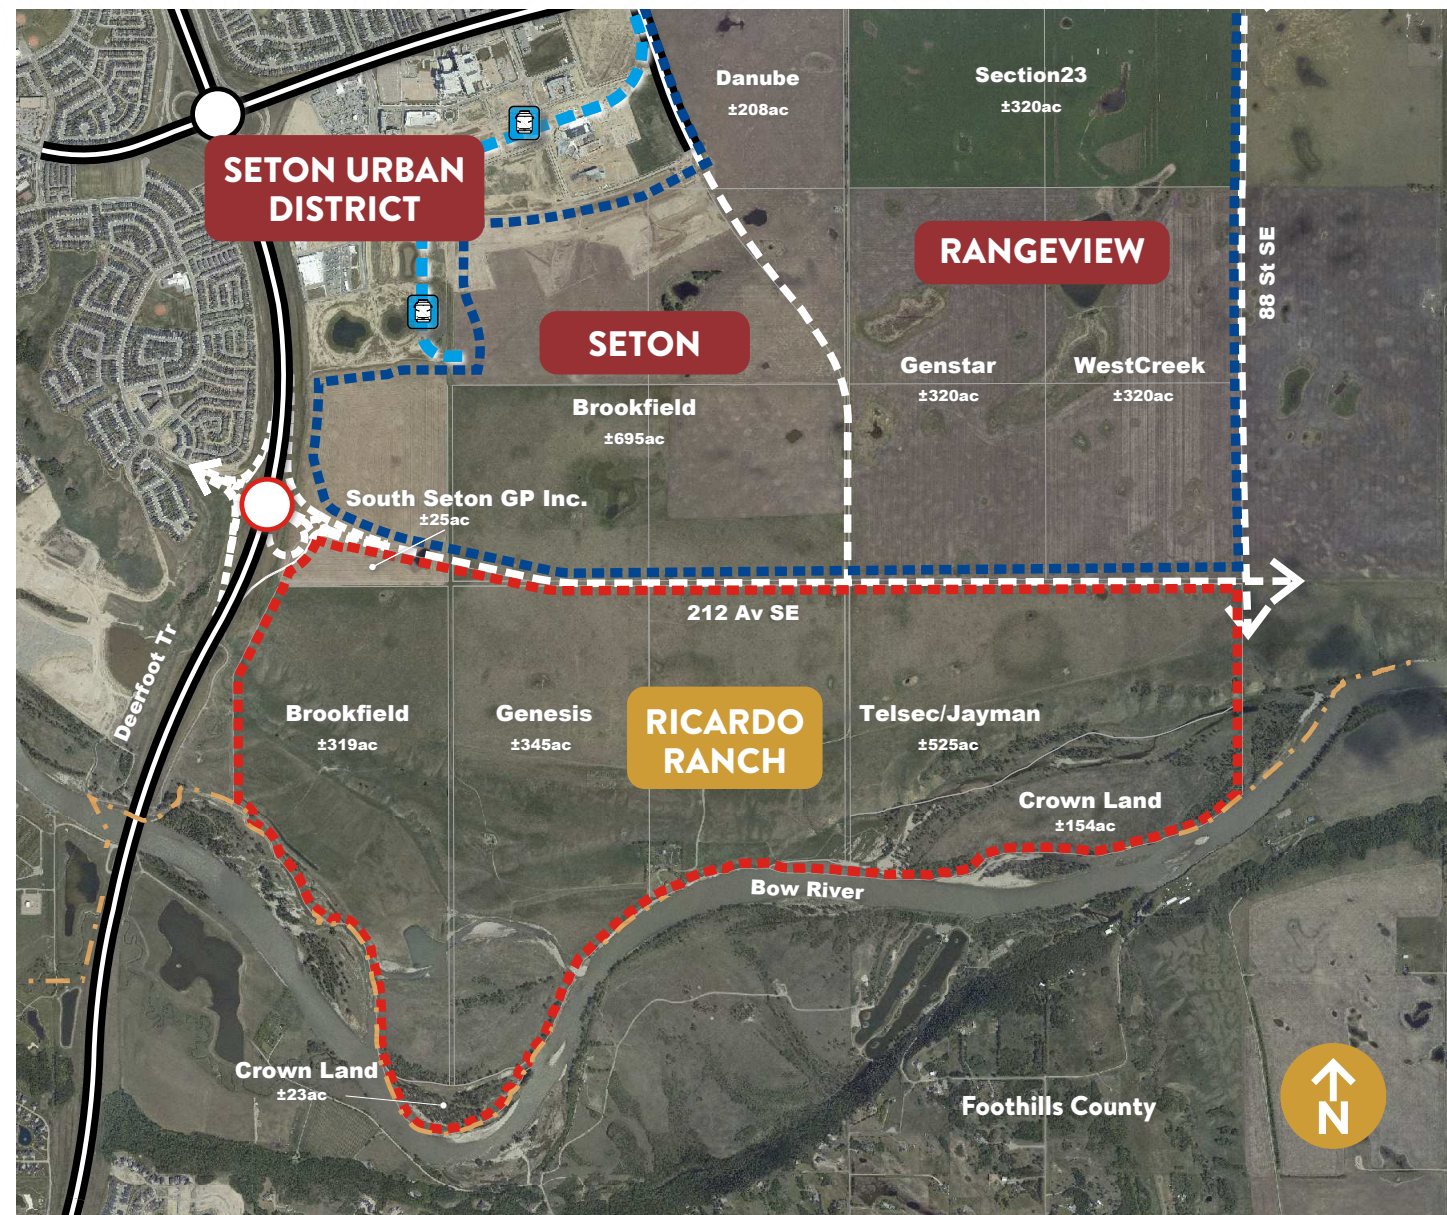 Danube
±208ac
Section23
±320ac
SETON URBAN
DISTRICT
RANGEVIEW
88 St SE
SETON
Genstar
±320ac
WestCreek
±320ac
Brookfield
±695ac
South Seton GP Inc.
±25ac
212 Av SE
Deerfoot Tr
Brookfield
±319ac
Genesis
±345ac
RICARDO
RANCH
Telsec/Jayman
±525ac
Crown Land
±154ac
Bow River
Crown Land
±23ac
Foothills County
N